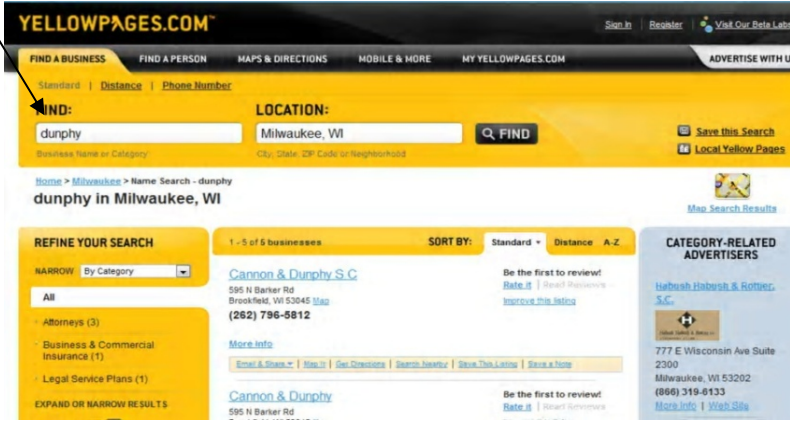 YELLOWPAGES.COM
Sign In | Register | Visit Our Beta Labs
FIND A BUSINESS FIND A PERSON MAPS & DIRECTIONS MOBILE & MORE MY YELLOWPAGES.COM ADVERTISE WITH U
Standard | Distance | Phone Number
FIND: LOCATION:
dunphy Milwaukee, WI FIND
Business Name or Category City, State, ZIP Code or Neighborhood
Save this Search
Local Yellow Pages
Home > Milwaukee > Name Search - dunphy
dunphy in Milwaukee, WI
Map Search Results
REFINE YOUR SEARCH
NARROW By Category
All
Attorneys (3)
Business & Commercial
Insurance (1)
Legal Service Plans (1)
EXPAND OR NARROW RESULTS
1 - 5 of 5 businesses SORT BY: Standard Distance A-Z
Cannon & Dunphy S C
595 N Barker Rd
Brookfield, WI 53045 Map
(262) 796-5812
More Info
Be the first to review!
Rate it | Read Reviews
Improve this listing
Email & Share | Map It | Get Directions | Search Nearby | Save This Listing | Save a Note
Cannon & Dunphy
595 N Barker Rd
Be the first to review!
Rate it | Read Reviews
CATEGORY-RELATED
ADVERTISERS
Habush Habush & Rottier,
S.C.
777 E Wisconsin Ave Suite
2300
Milwaukee, WI 53202
(866) 319-6133
More Info | Web Site